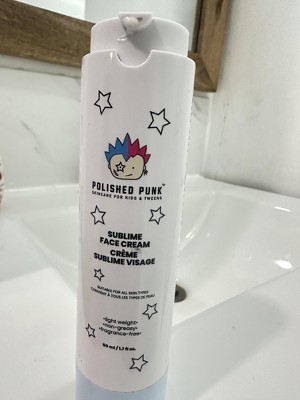 POLISHED PUNK™
SKINCARE FOR KIDS & TWEENS
SUBLIME
FACE CREAM
CRÈME
SUBLIME VISAGE
SUITABLE FOR ALL SKIN TYPES
CONVIENT À TOUS LES TYPES DE PEAU
•light weight•
•non-greasy•
•fragrance-free•
50 ml / 1.7 fl oz.